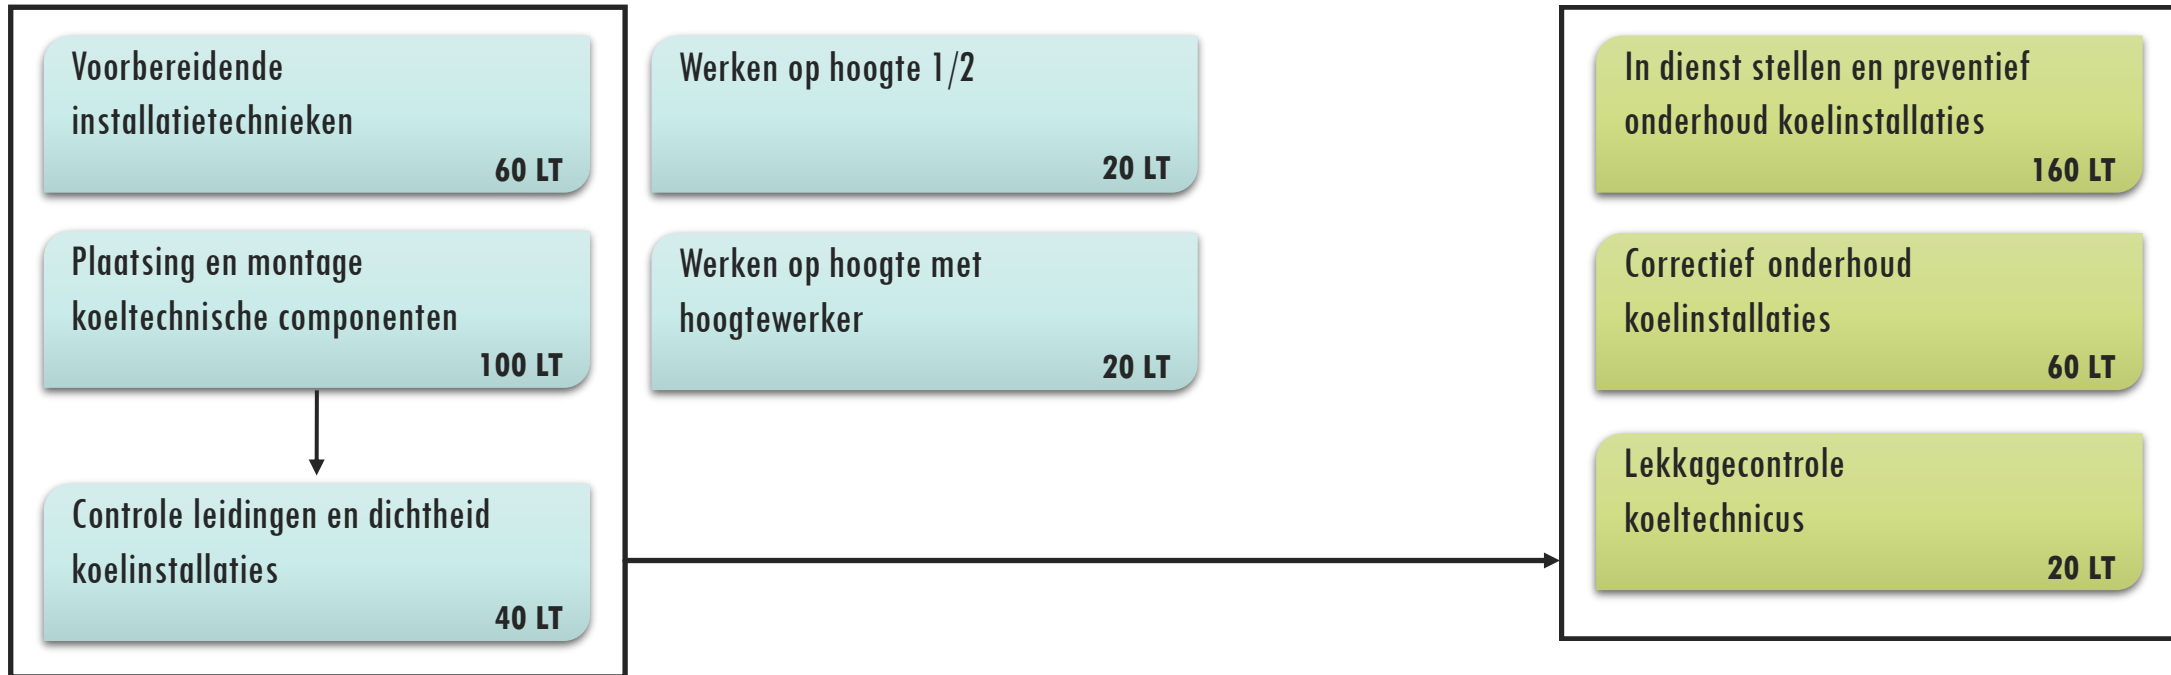 Voorbereidende
installatietechnieken
60 LT
Plaatsing en montage
koeltechnische componenten
100 LT
Controle leidingen en dichtheid
koelinstallaties
40 LT
Werken op hoogte 1/2
20 LT
Werken op hoogte met
hoogtewerker
20 LT
In dienst stellen en preventief
onderhoud koelinstallaties
160 LT
Correctief onderhoud
koelinstallaties
60 LT
Lekkagecontrole
koeltechnicus
20 LT